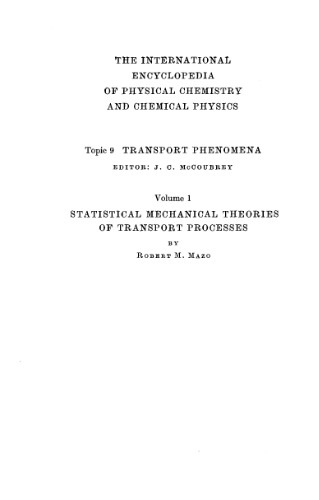 THE INTERNATIONAL
ENCYCLOPEDIA
OF PHYSICAL CHEMISTRY
AND CHEMICAL PHYSICS
Topic 9 TRANSPORT PHENOMENA
EDITOR: J. C. McCOUBREY
Volume 1
STATISTICAL MECHANICAL THEORIES
OF TRANSPORT PROCESSES
BY
ROBERT M. MAZO